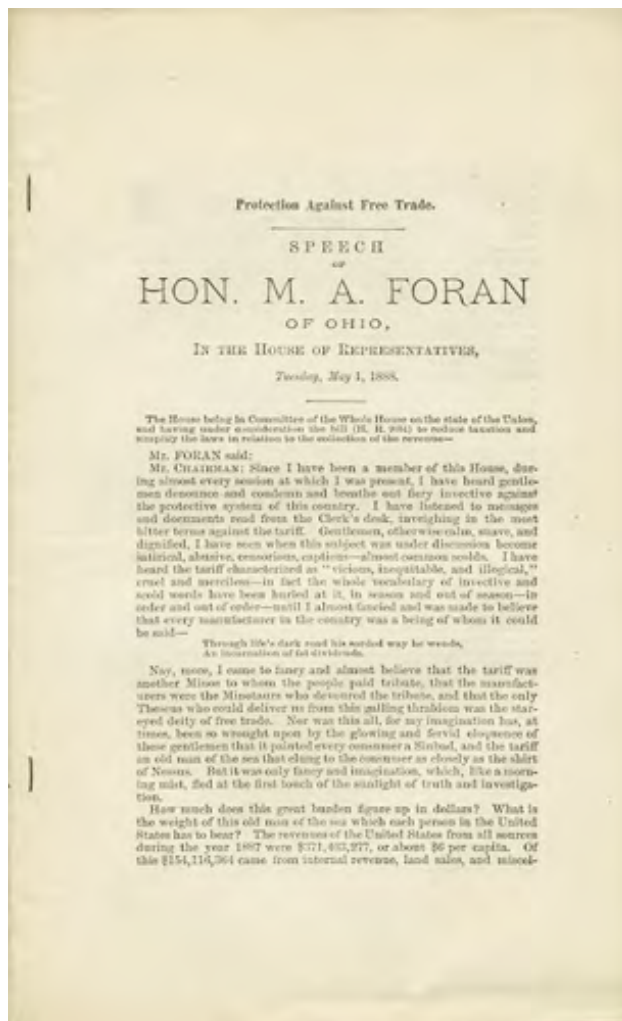 Protection Against Free Trade.
SPEECH
OF
HON. M. A. FORAN
OF OHIO,
IN THE HOUSE OF REPRESENTATIVES,
Tuesday, May 1, 1888.
The House being in Committee of the Whole House on the state of the Union,
and having under consideration the bill (H. R. 9051) to reduce taxation and
simplify the laws in relation to the collection of the revenue—
Mr. FORAN said:
Mr. CHAIRMAN: Since I have been a member of this House, dur-
ing almost every session at which I was present, I have heard gentle-
men denounce and condemn and breathe out fiery invective against
the protective system of this country. I have listened to messages
and documents read from the Clerk's desk, inveighing in the most
bitter terms against the tariff. Gentlemen, otherwise calm, suave, and
dignified, I have seen when this subject was under discussion become
satirical, abusive, censorious, captious—almost common scolds. I have
heard the tariff characterized as "vicious, inequitable, and illogical,"
cruel and merciless—in fact the whole vocabulary of invective and
scold words have been hurled at it, in season and out of season—in
order and out of order—until I almost fancied and was made to believe
that every manufacturer in the country was a being of whom it could
be said—
Through life's dark road his sordid way he wends,
An incarnation of fat dividends.
Nay, more, I came to fancy and almost believe that the tariff was
another Minos to whom the people paid tribute, that the manufact-
urers were the Minotaurs who devoured the tribute, and that the only
Theseus who could deliver us from this galling thraldom was the star-
eyed deity of free trade. Nor was this all, for my imagination has, at
times, been so wrought upon by the glowing and fervid eloquence of
these gentlemen that it painted every consumer a Sinbad, and the tariff
an old man of the sea that clung to the consumer as closely as the shirt
of Nessus. But it was only fancy and imagination, which, like a morn-
ing mist, fled at the first touch of the sunlight of truth and investiga-
tion.
How much does this great burden figure up in dollars? What is
the weight of this old man of the sea which each person in the United
States has to bear? The revenues of the United States from all sources
during the year 1887 were or about $6 per capita. Of
this came from internal revenue, land sales, and miscel-